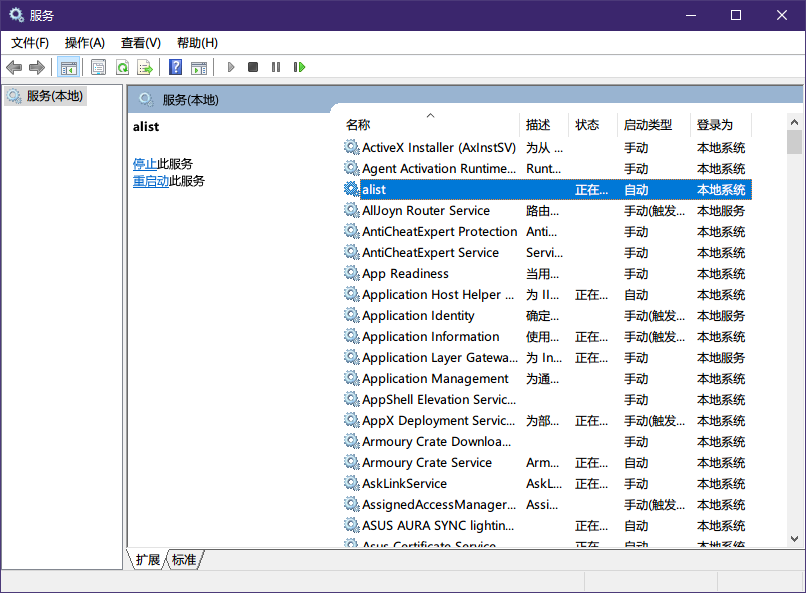 服务
文件(F) 操作(A) 查看(V) 帮助(H)
服务(本地)
服务(本地)
alist
停止此服务
重启动此服务
名称 描述 状态 启动类型 登录为
ActiveX Installer (AxInstSV) 为从 ... 手动 本地系统
Agent Activation Runtime... Runt... 手动 本地系统
alist 正在... 自动 本地系统
AllJoyn Router Service 路由... 手动(触发... 本地服务
AntiCheatExpert Protection Anti... 手动 本地系统
AntiCheatExpert Service Servi... 手动 本地系统
App Readiness 当用... 手动 本地系统
Application Host Helper ... 为 II... 正在... 自动 本地系统
Application Identity 确定... 手动(触发... 本地服务
Application Information 使用... 正在... 手动(触发... 本地系统
Application Layer Gatewa... 为 In... 正在... 手动 本地服务
Application Management 为通... 手动 本地系统
AppShell Elevation Servic... 手动 本地系统
AppX Deployment Servic... 为部... 正在... 手动(触发... 本地系统
Armoury Crate Downloa... 手动 本地系统
Armoury Crate Service Arm... 正在... 自动 本地系统
AskLinkService AskL... 正在... 手动 本地系统
AssignedAccessManager... Assi... 手动(触发... 本地系统
ASUS AURA SYNC lightin... 正在... 自动 本地系统
Asus Certificate Service 正在... 自动 本地系统
扩展 标准